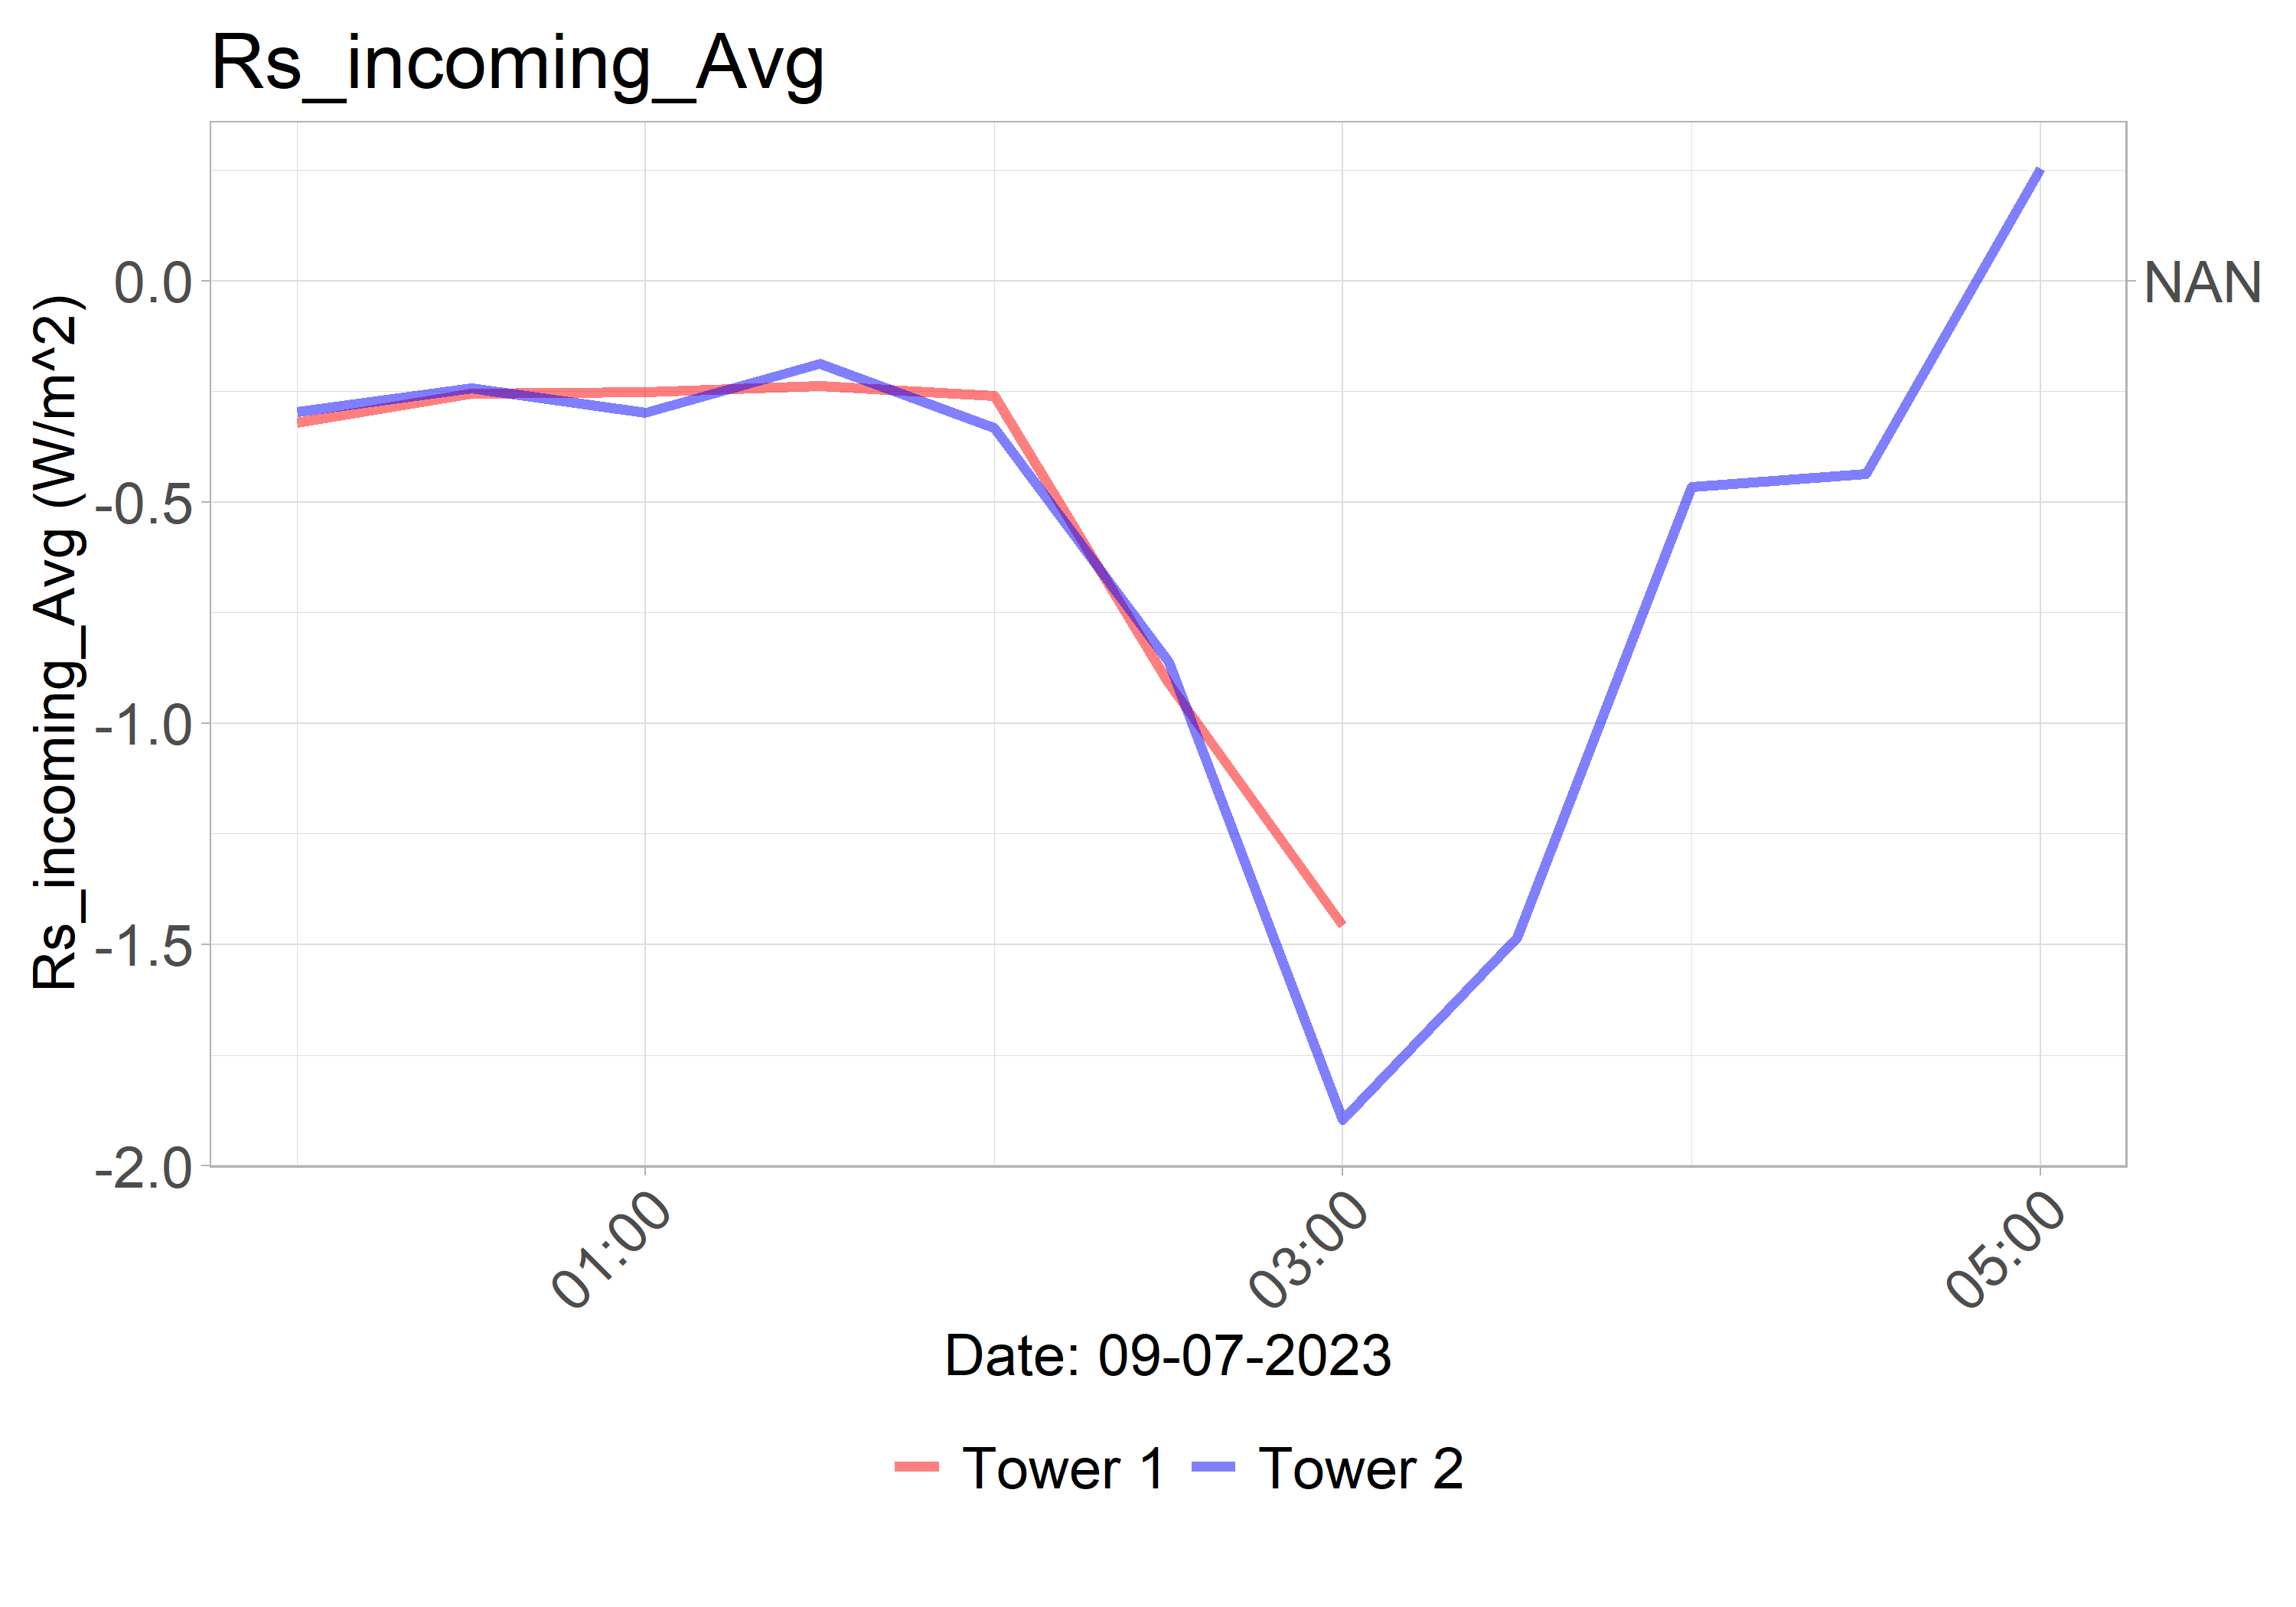 Rs_incoming_Avg
Rs_incoming_Avg (W/m^2)
0.0
-0.5
-1.0
-1.5
-2.0
NAN
01:00
03:00
05:00
Date: 09-07-2023
Tower 1
Tower 2